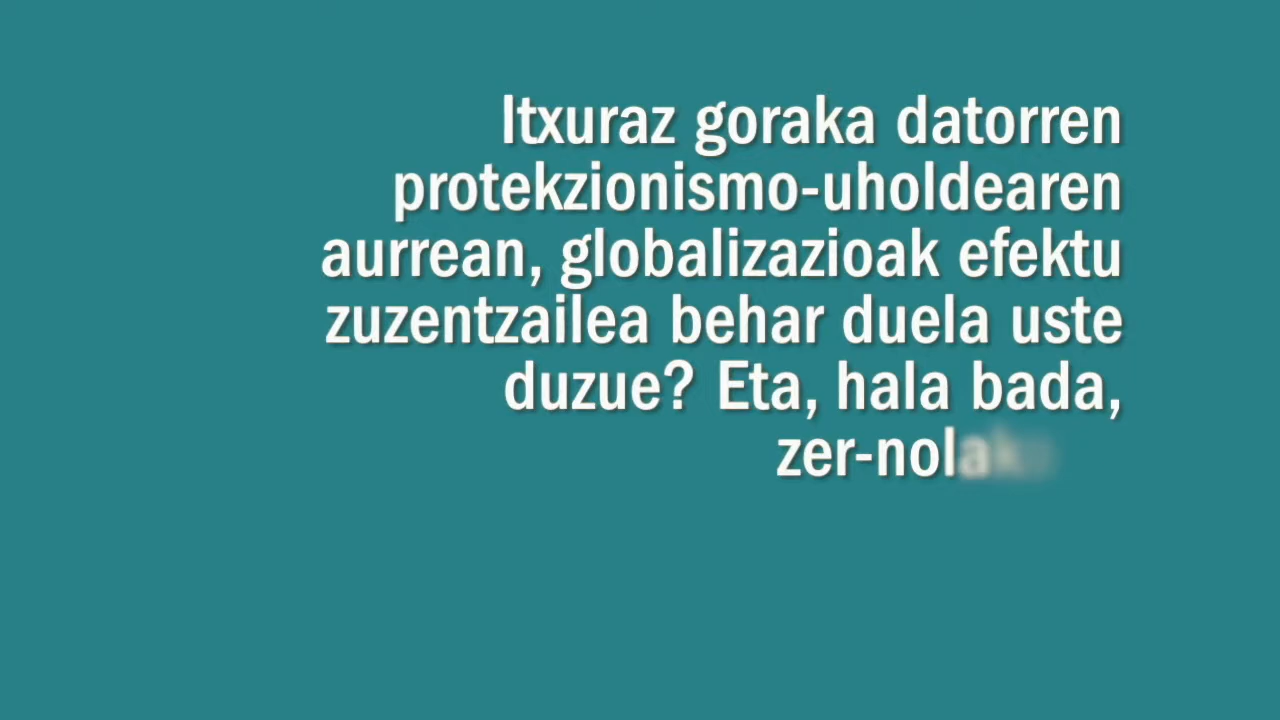 Itxuraz goraka datorren
protekzionismo-uholdearen
aurrean, globalizazioak efektu
zuzentzailea behar duela uste
duzue? Eta, hala bada,